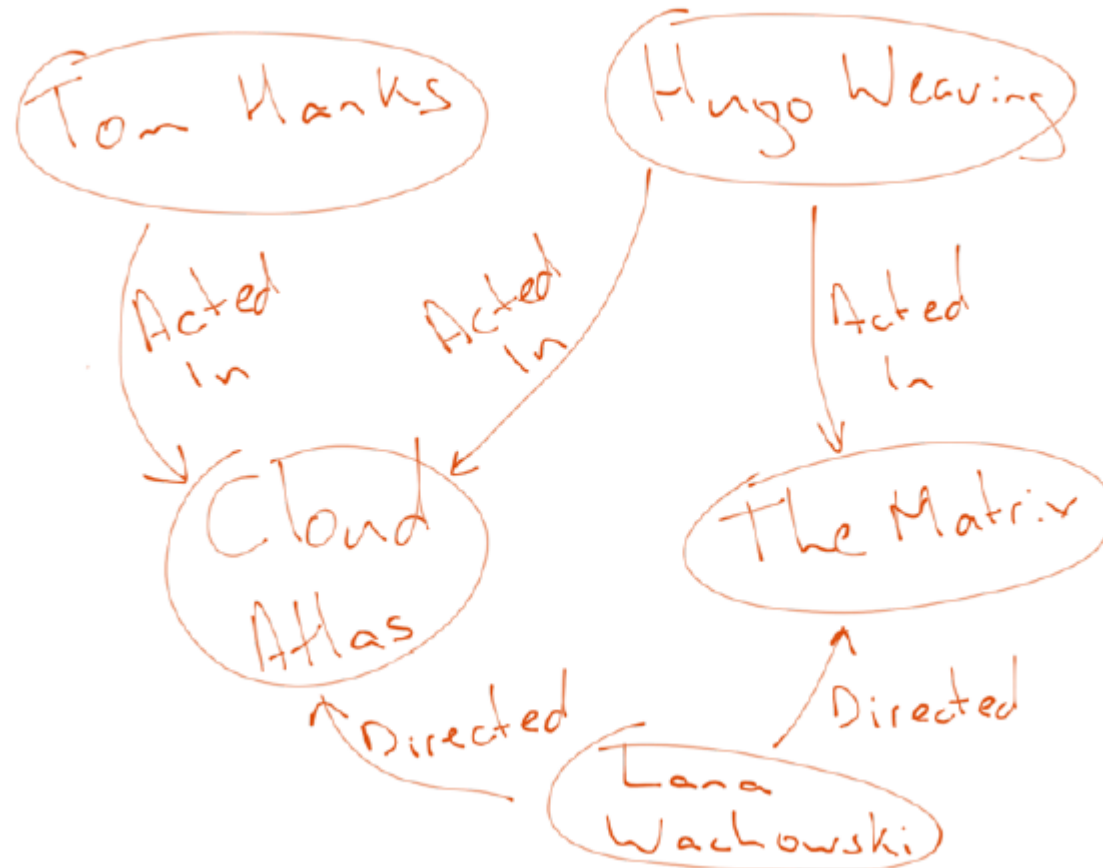 Tom Hanks
Hugo Weaving
Acted
In
Acted
In
Acted
In
Cloud
Atlas
The Matrix
Directed
Directed
Lana
Wachowski